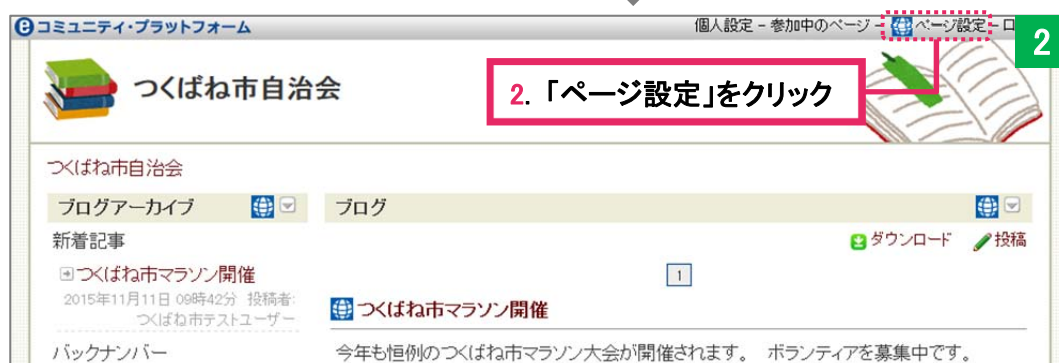 eコミュニティ・プラットフォーム
個人設定 - 参加中のページ - ページ設定 - ロ
2
つくばね市自治会
2. 「ページ設定」をクリック
つくばね市自治会
ブログアーカイブ
ブログ
新着記事
ダウンロード 投稿
つくばね市マラソン開催
1
2015年11月11日 09時42分 投稿者:
つくばね市テストユーザー
つくばね市マラソン開催
バックナンバー
今年も恒例のつくばね市マラソン大会が開催されます。 ボランティアを募集中です。